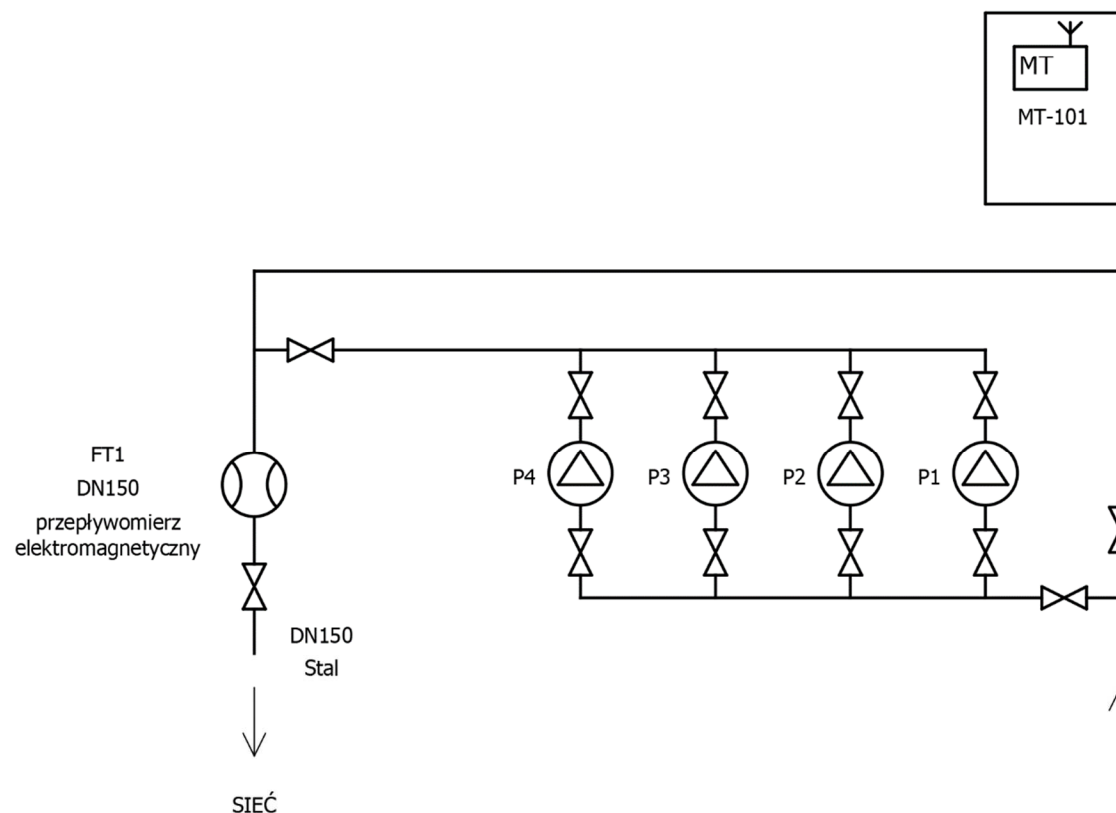 MT
MT-101
FT1
DN150
przepływomierz
elektromagnetyczny
P4
P3
P2
P1
DN150
Stal
SIEĆ